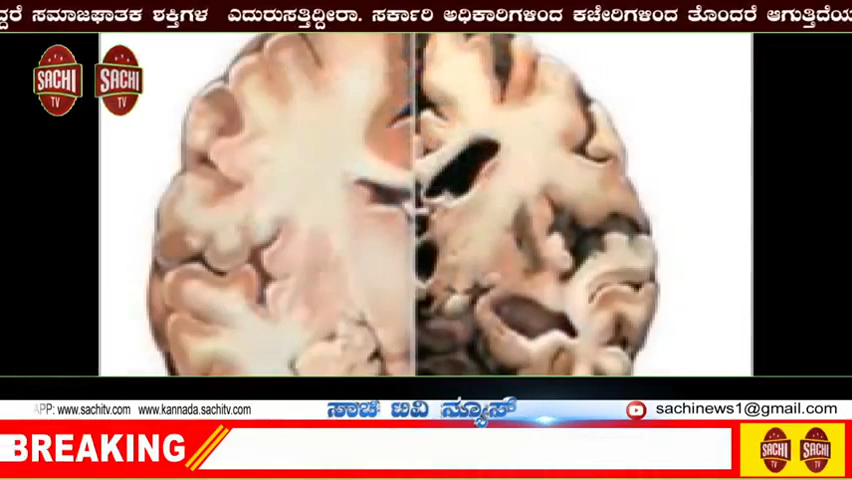 ದ್ದರೆ ಸಮಾಜಘಾತಕ ಶಕ್ತಿಗಳ ಎದುರುಸತ್ತಿದ್ದೀರಾ. ಸರ್ಕಾರಿ ಅಧಿಕಾರಿಗಳಿಂದ ಕಚೇರಿಗಳಿಂದ ತೊಂದರೆ ಆಗುತ್ತಿದೆಯ
SACHI TV SACHI TV
APP: www.sachitv.com www.kannada.sachitv.com ಸಾಚಿ ಟಿವಿ ನ್ಯೂಸ್ sachinews1@gmail.com
BREAKING
SACHI TV SACHI TV